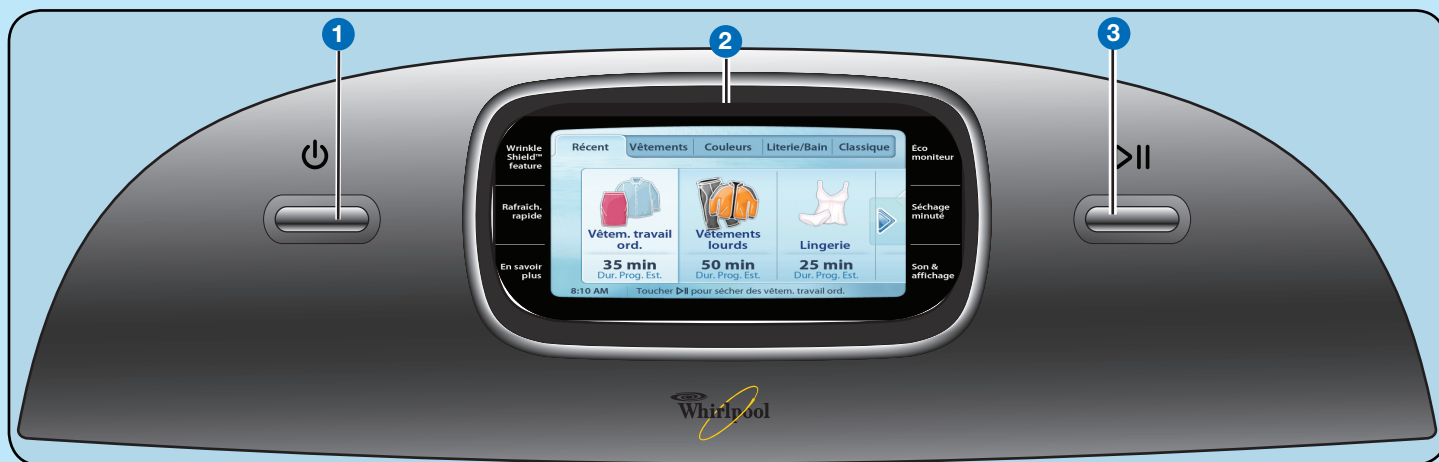 1
2
3
Wrinkle
Shield™
feature
Rafraîch.
rapide
En savoir
plus
Récent
Vêtements
Couleurs
Literie/Bain
Classique
Vêtem. travail
ord.
35 min
Dur. Prog. Est.
Vêtements
lourds
50 min
Dur. Prog. Est.
Lingerie
25 min
Dur. Prog. Est.
8:10 AM
Toucher ▷|| pour sécher des vêtem. travail ord.
Éco
moniteur
Séchage
minuté
Son &
affichage
Whirlpool